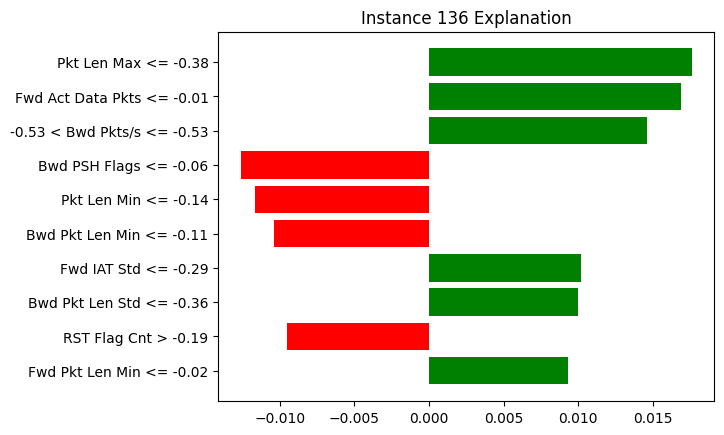 Instance 136 Explanation
Pkt Len Max <= -0.38
Fwd Act Data Pkts <= -0.01
-0.53 < Bwd Pkts/s <= -0.53
Bwd PSH Flags <= -0.06
Pkt Len Min <= -0.14
Bwd Pkt Len Min <= -0.11
Fwd IAT Std <= -0.29
Bwd Pkt Len Std <= -0.36
RST Flag Cnt > -0.19
Fwd Pkt Len Min <= -0.02
−0.010 −0.005 0.000 0.005 0.010 0.015